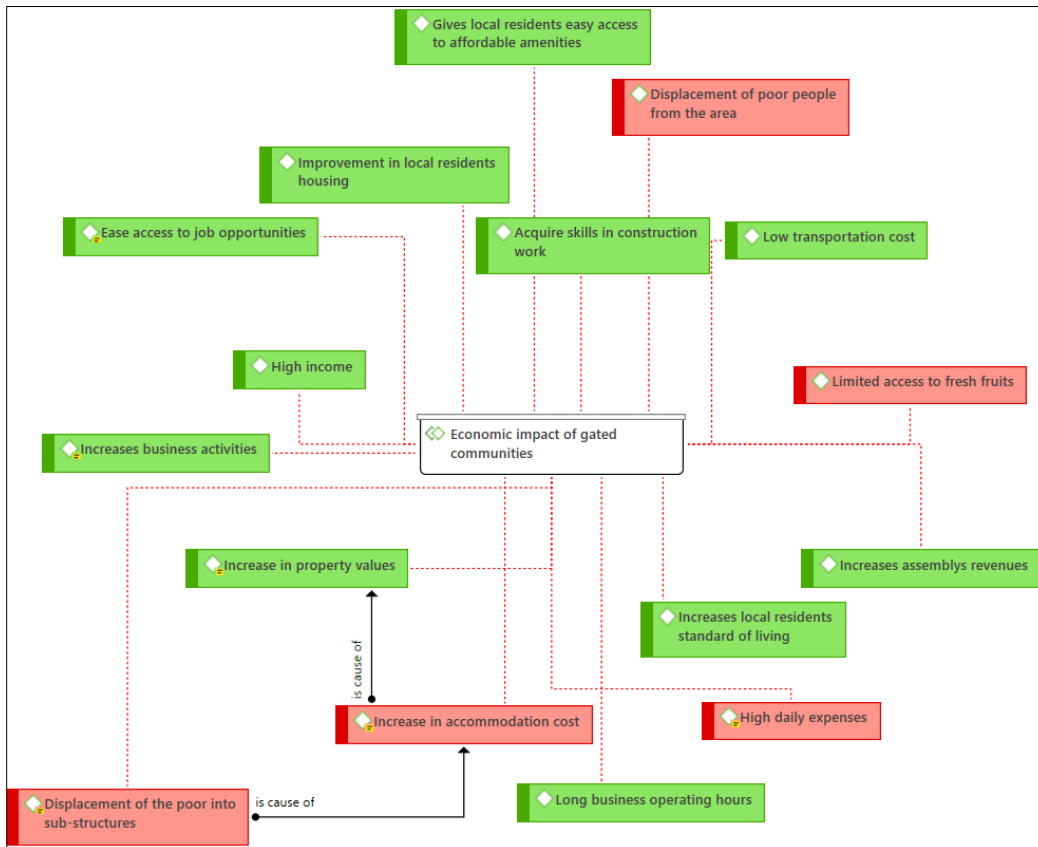 Gives local residents easy access
to affordable amenities
Displacement of poor people
from the area
Improvement in local residents
housing
Ease access to job opportunities
Acquire skills in construction
work
Low transportation cost
High income
Limited access to fresh fruits
Economic impact of gated
communities
Increases business activities
Increase in property values
Increases assemblys revenues
Increases local residents
standard of living
is cause of
Increase in accommodation cost
High daily expenses
Long business operating hours
Displacement of the poor into
sub-structures
is cause of